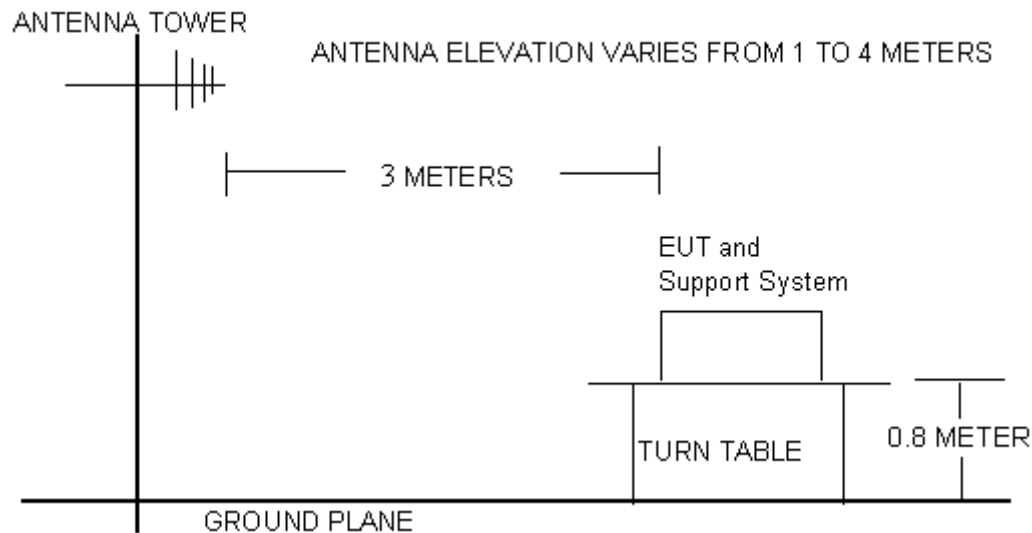 ANTENNA TOWER
ANTENNA ELEVATION VARIES FROM 1 TO 4 METERS
3 METERS
EUT and
Support System
TURN TABLE
0.8 METER
GROUND PLANE